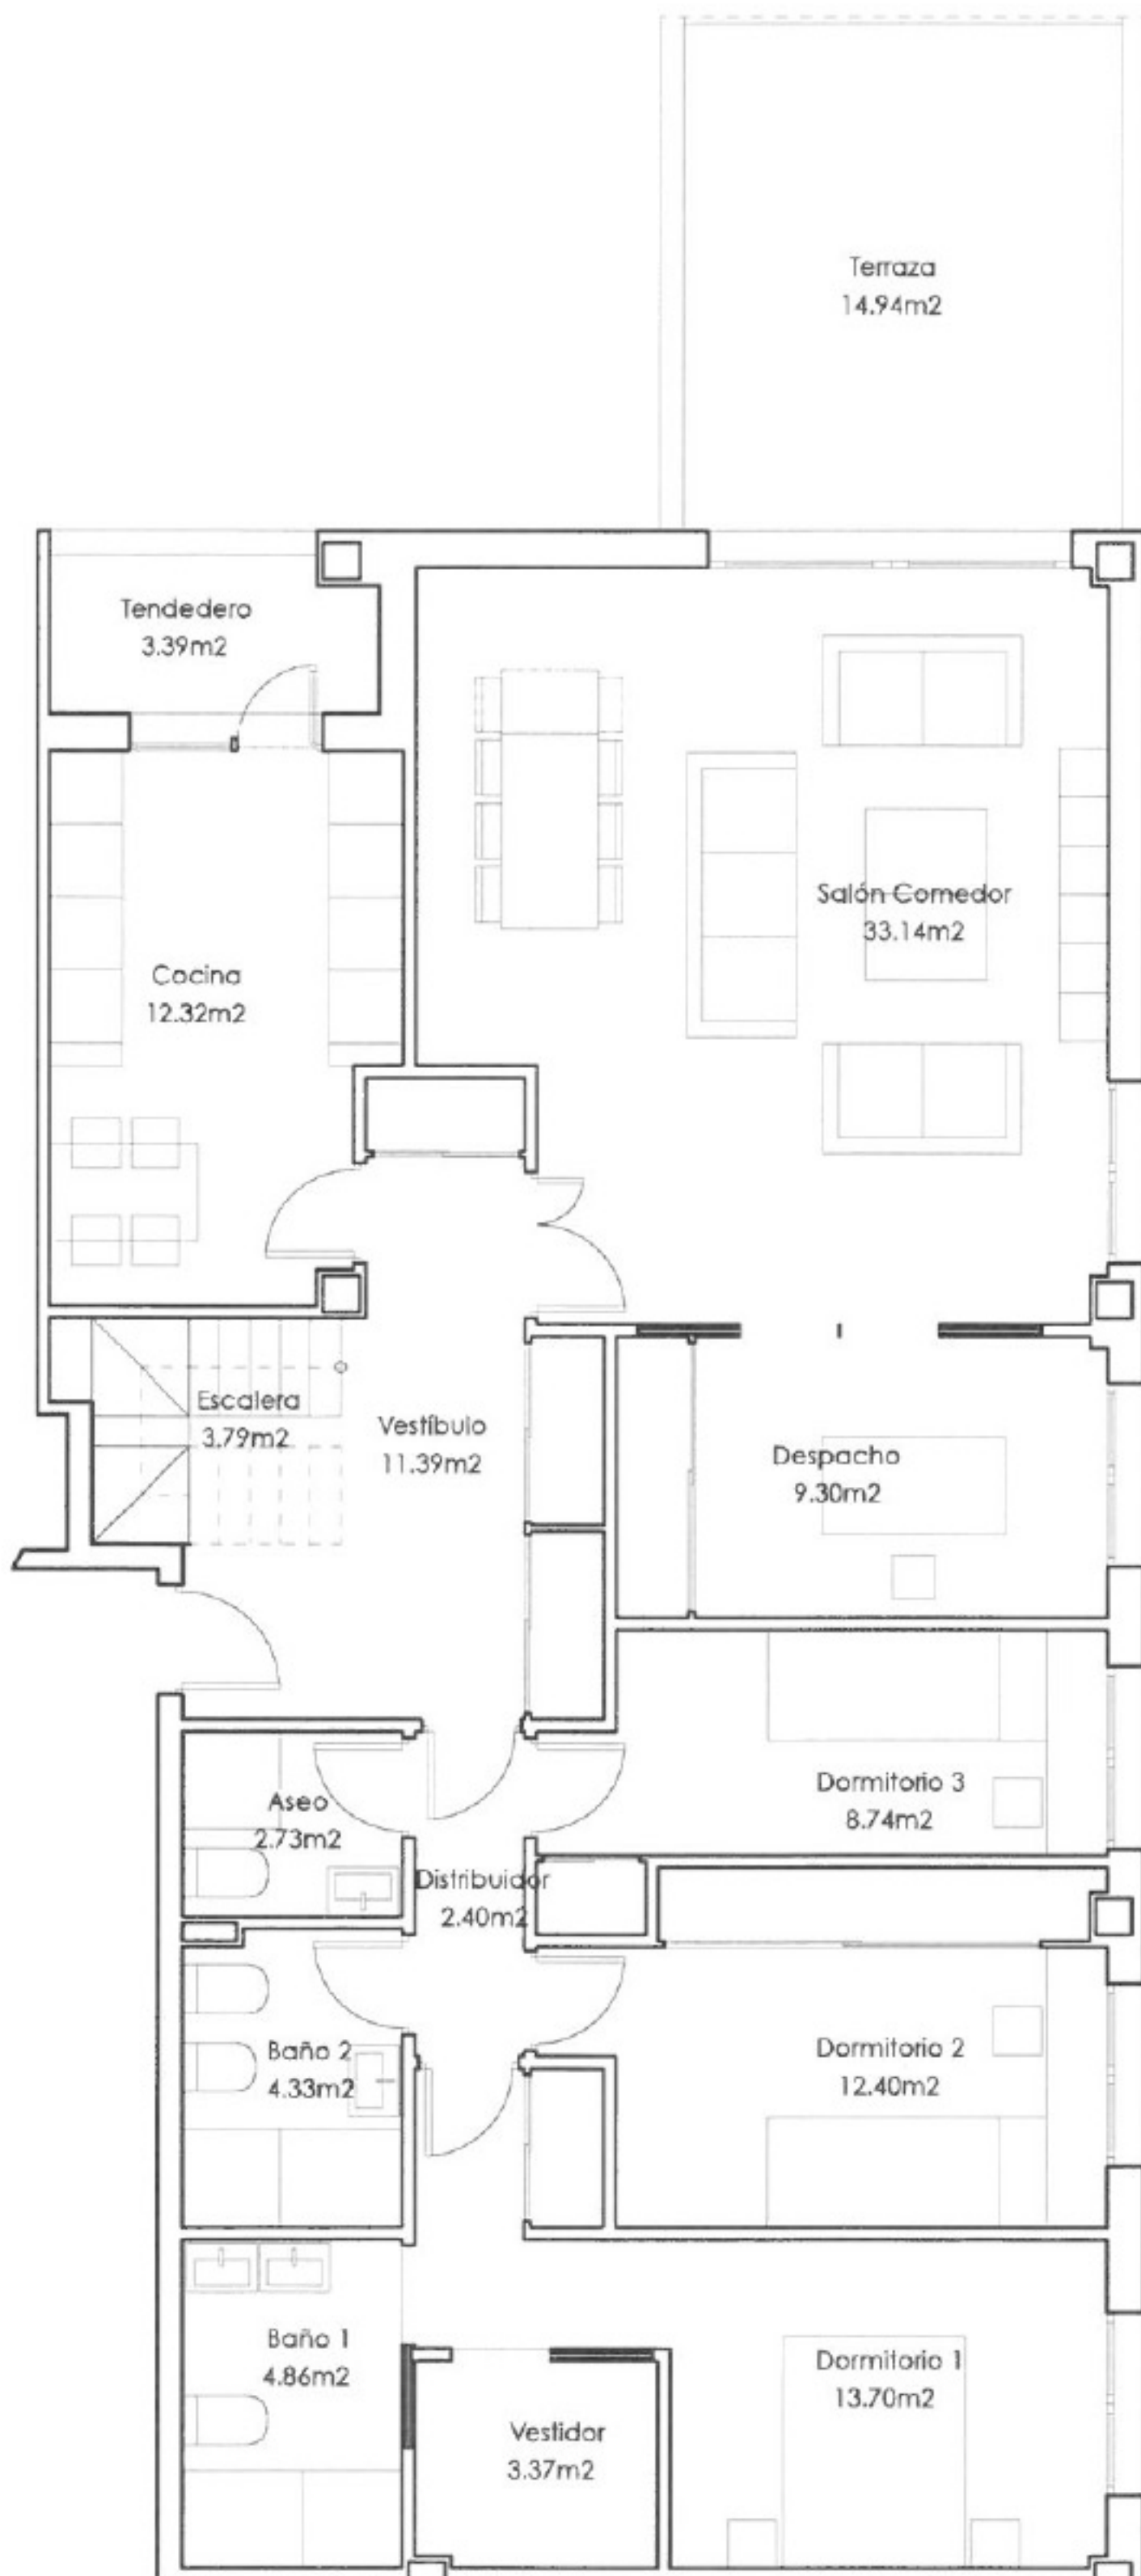 Terraza
14.94m2
Tendedero
3.39m2
Salón Comedor
33.14m2
Cocina
12.32m2
Escalera
3.79m2
Vestíbulo
11.39m2
Despacho
9.30m2
Dormitorio 3
8.74m2
Aseo
2.73m2
Distribuidor
2.40m2
Baño 2
4.33m2
Dormitorio 2
12.40m2
Baño 1
4.86m2
Dormitorio 1
13.70m2
Vestidor
3.37m2